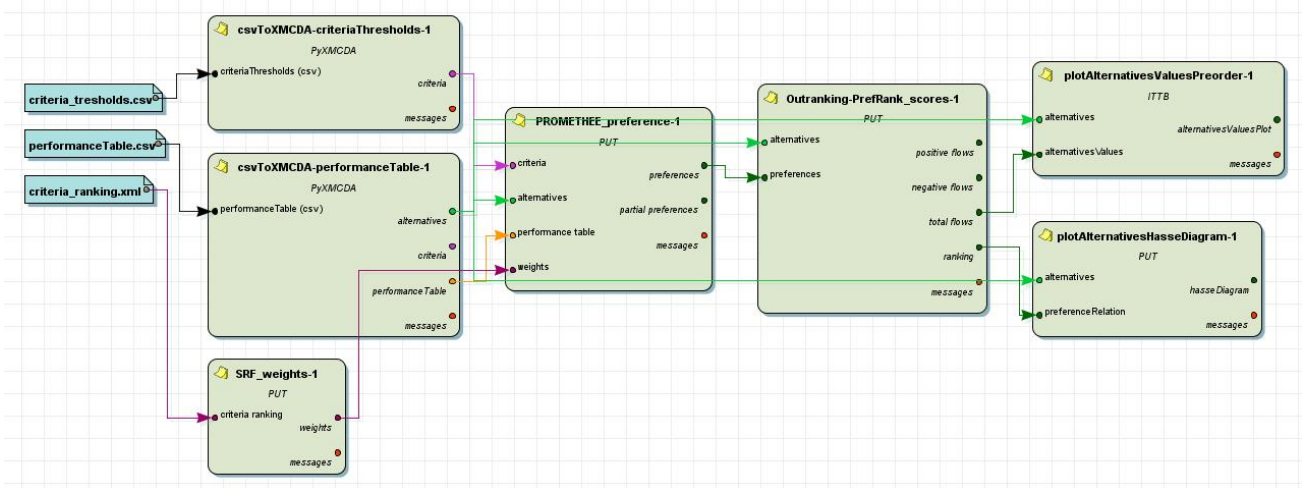 criteria_tresholds.csv
performanceTable.csv
criteria_ranking.xml
csvToXMCDA-criteriaThresholds-1
PyXMCDA
criteriaThresholds (csv)
criteria
messages
csvToXMCDA-performanceTable-1
PyXMCDA
performanceTable (csv)
alternatives
criteria
performanceTable
messages
SRF_weights-1
PUT
criteria ranking
weights
messages
PROMETHEE_preference-1
PUT
criteria
preferences
alternatives
partial preferences
performance table
messages
weights
Outranking-PrefRank_scores-1
PUT
alternatives
positive flows
preferences
negative flows
total flows
ranking
messages
plotAlternativesValuesPreorder-1
ITTB
alternatives
alternativesValuesPlot
alternativesValues
messages
plotAlternativesHasseDiagram-1
PUT
alternatives
hasseDiagram
preferenceRelation
messages